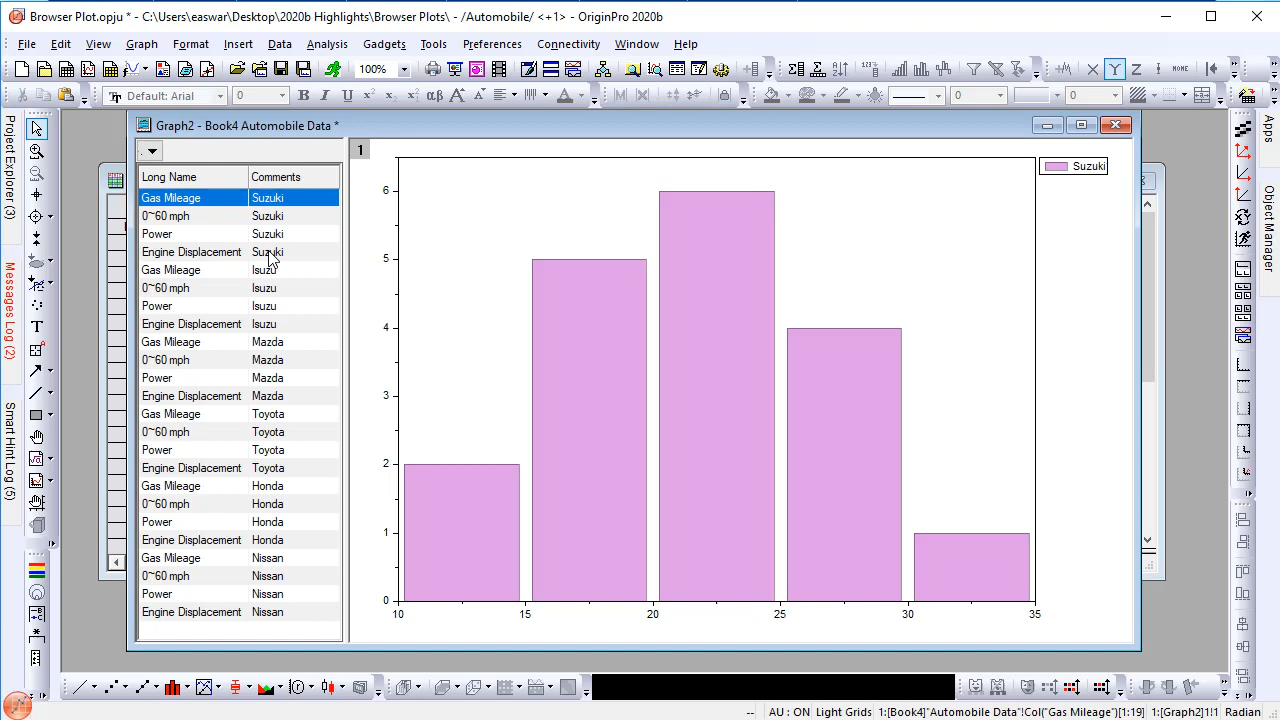 Browser Plot.opju * - C:\Users\easwar\Desktop\2020b Highlights\Browser Plots\ - /Automobile/ <+1> - OriginPro 2020b
File Edit View Graph Format Insert Data Analysis Gadgets Tools Preferences Connectivity Window Help
100%
Y Z NONE
Default: Arial 0 B I U αβ A A A 0 0
Project Explorer (3)
Messages Log (2)
Smart Hint Log (5)
Apps
Object Manager
Graph2 - Book4 Automobile Data *
1
Long Name Comments
Gas Mileage Suzuki
0~60 mph Suzuki
Power Suzuki
Engine Displacement Suzuki
Gas Mileage Isuzu
0~60 mph Isuzu
Power Isuzu
Engine Displacement Isuzu
Gas Mileage Mazda
0~60 mph Mazda
Power Mazda
Engine Displacement Mazda
Gas Mileage Toyota
0~60 mph Toyota
Power Toyota
Engine Displacement Toyota
Gas Mileage Honda
0~60 mph Honda
Power Honda
Engine Displacement Honda
Gas Mileage Nissan
0~60 mph Nissan
Power Nissan
Engine Displacement Nissan
Suzuki
6
5
4
3
2
1
0
10 15 20 25 30 35
-- AU : ON Light Grids 1:[Book4]"Automobile Data"!Col("Gas Mileage")[1:19] 1:[Graph2]1!1 Radian